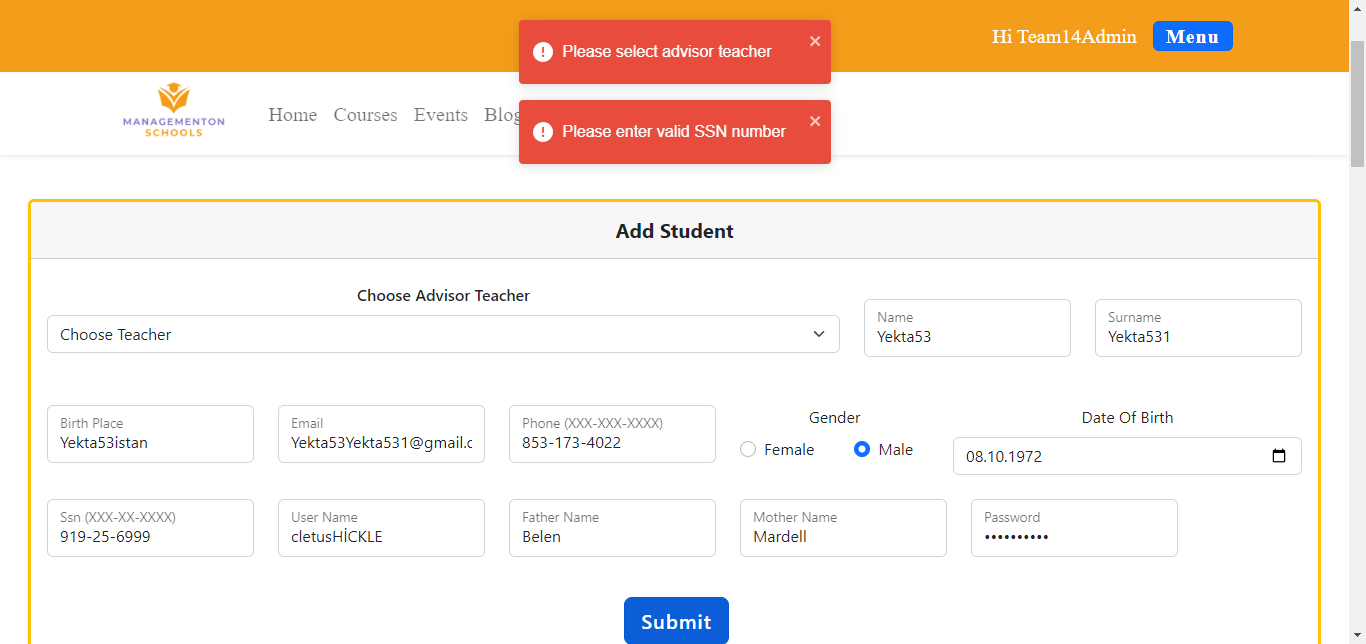 Please select advisor teacher
Hi Team14Admin
Menu
MANAGEMENTON
SCHOOLS
Home Courses Events Blog
Please enter valid SSN number
Add Student
Choose Advisor Teacher
Choose Teacher
Name
Yekta53
Surname
Yekta531
Birth Place
Yekta53istan
Email
Yekta53Yekta531@gmail.c
Phone (XXX-XXX-XXXX)
853-173-4022
Gender
Female Male
Date Of Birth
08.10.1972
Ssn (XXX-XX-XXXX)
919-25-6999
User Name
cletusHİCKLE
Father Name
Belen
Mother Name
Mardell
Password
••••••••••
Submit